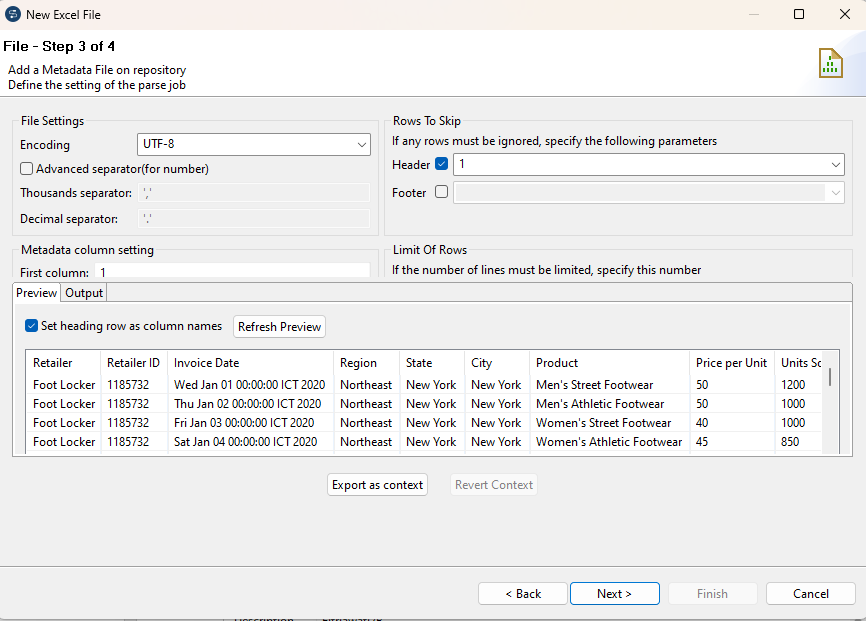 New Excel File
File - Step 3 of 4
Add a Metadata File on repository
Define the setting of the parse job
File Settings
Encoding UTF-8
Advanced separator(for number)
Thousands separator: ','
Decimal separator: '.'
Rows To Skip
If any rows must be ignored, specify the following parameters
Header 1
Footer
Metadata column setting
First column: 1
Limit Of Rows
If the number of lines must be limited, specify this number
Preview Output
Set heading row as column names Refresh Preview
Retailer Retailer ID Invoice Date Region State City Product Price per Unit Units So
Foot Locker 1185732 Wed Jan 01 00:00:00 ICT 2020 Northeast New York New York Men's Street Footwear 50 1200
Foot Locker 1185732 Thu Jan 02 00:00:00 ICT 2020 Northeast New York New York Men's Athletic Footwear 50 1000
Foot Locker 1185732 Fri Jan 03 00:00:00 ICT 2020 Northeast New York New York Women's Street Footwear 40 1000
Foot Locker 1185732 Sat Jan 04 00:00:00 ICT 2020 Northeast New York New York Women's Athletic Footwear 45 850
Export as context Revert Context
< Back Next > Finish Cancel